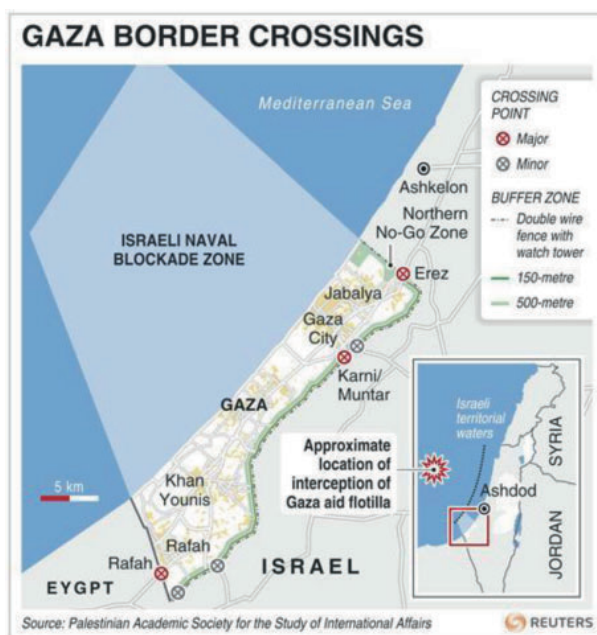 GAZA BORDER CROSSINGS
Mediterranean Sea
CROSSING
POINT
Major
Minor
BUFFER ZONE
Double wire
fence with
watch tower
150-metre
500-metre
Ashkelon
Northern
No-Go Zone
ISRAELI NAVAL
BLOCKADE ZONE
Erez
Jabalya
Gaza
City
Karni/
Muntar
GAZA
Approximate
location of
interception of
Gaza aid flotilla
Israeli
territorial
waters
SYRIA
Ashdod
JORDAN
5 km
Khan
Younis
Rafah
Rafah
ISRAEL
EYGPT
Source: Palestinian Academic Society for the Study of International Affairs
REUTERS